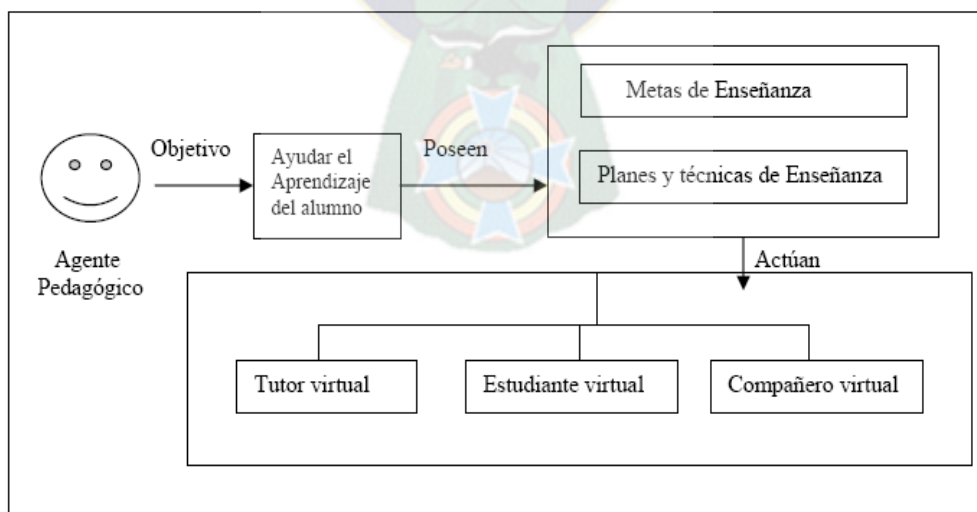 Metas de Enseñanza
Objetivo
Ayudar el
Aprendizaje
del alumno
Poseen
Planes y técnicas de Enseñanza
Agente
Pedagógico
Actúan
Tutor virtual
Estudiante virtual
Compañero virtual